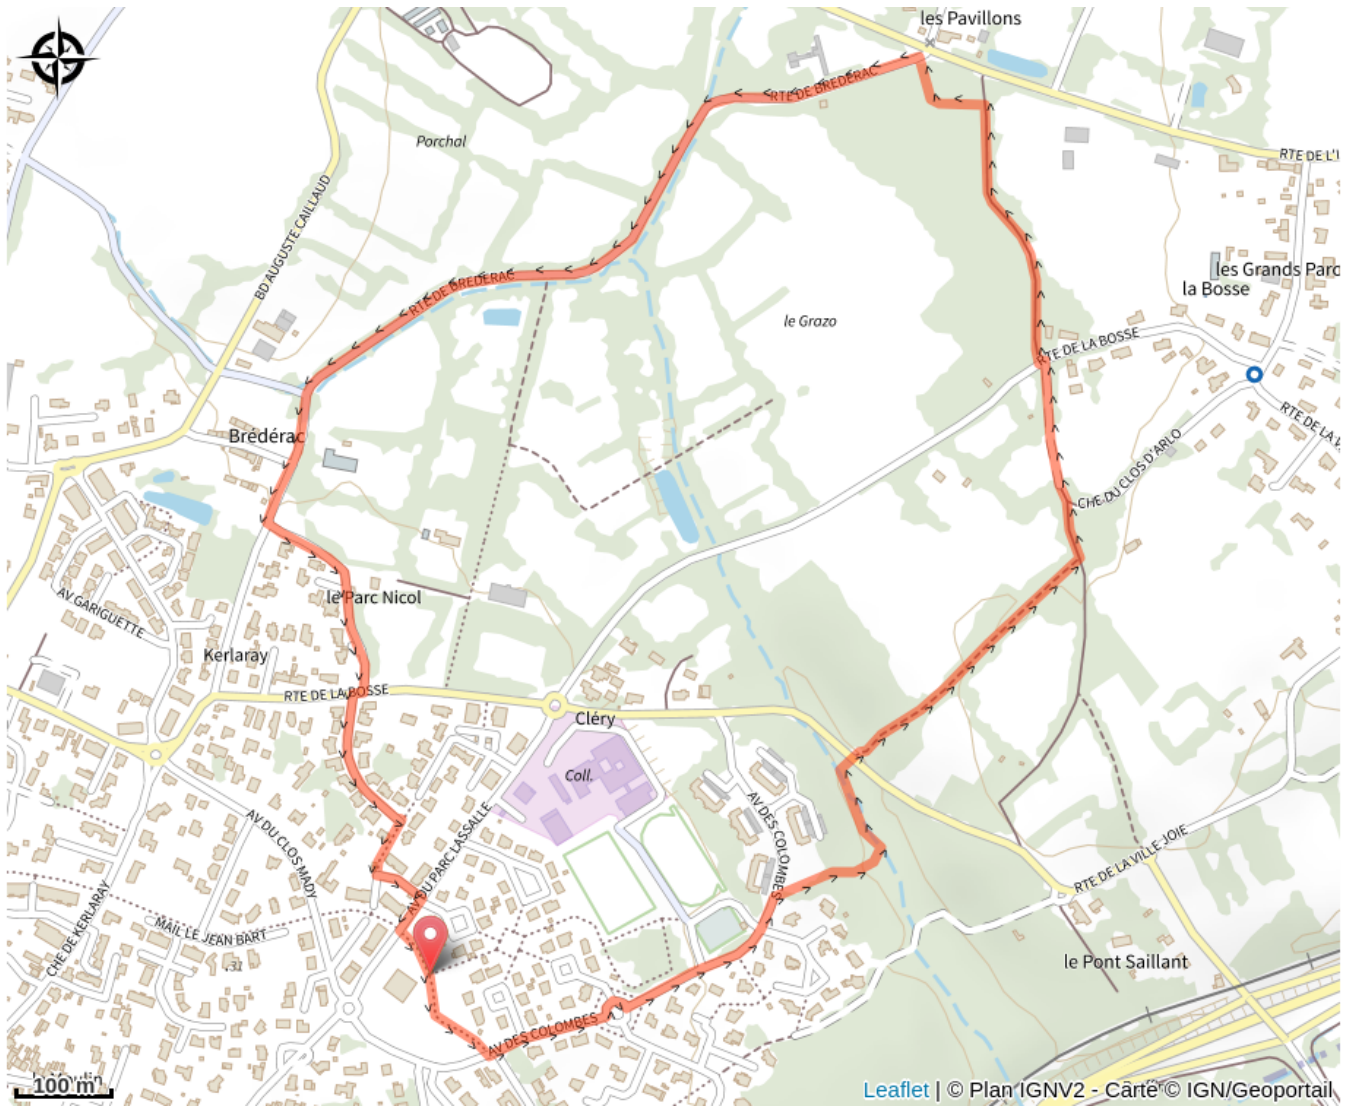 les Pavillons
RTE DE BREDERAC
Porchal
RTE DE L'
BD AUGUSTE CAILLAUD
les Grands Parc
la Bosse
RTE DE BREDERAC
le Grazo
RTE DE LA BOSSE
RTE DE LA
Brédérac
CHE DU CLOS D'ARLO
AV GARIGUETTE
le Parc Nicol
Kerlaray
RTE DE LA BOSSE
Cléry
Coll.
AV DU CLOS MADY
AV DU PARC LASSALLE
AV DES COLOMBES
RTE DE LA VILLE JOIE
CHE DE KERLARAY
MAIL LE JEAN BART
31
le Pont Saillant
AV DES COLOMBES
100 m
Leaflet | © Plan IGNV2 - Carte © IGN/Geoportail